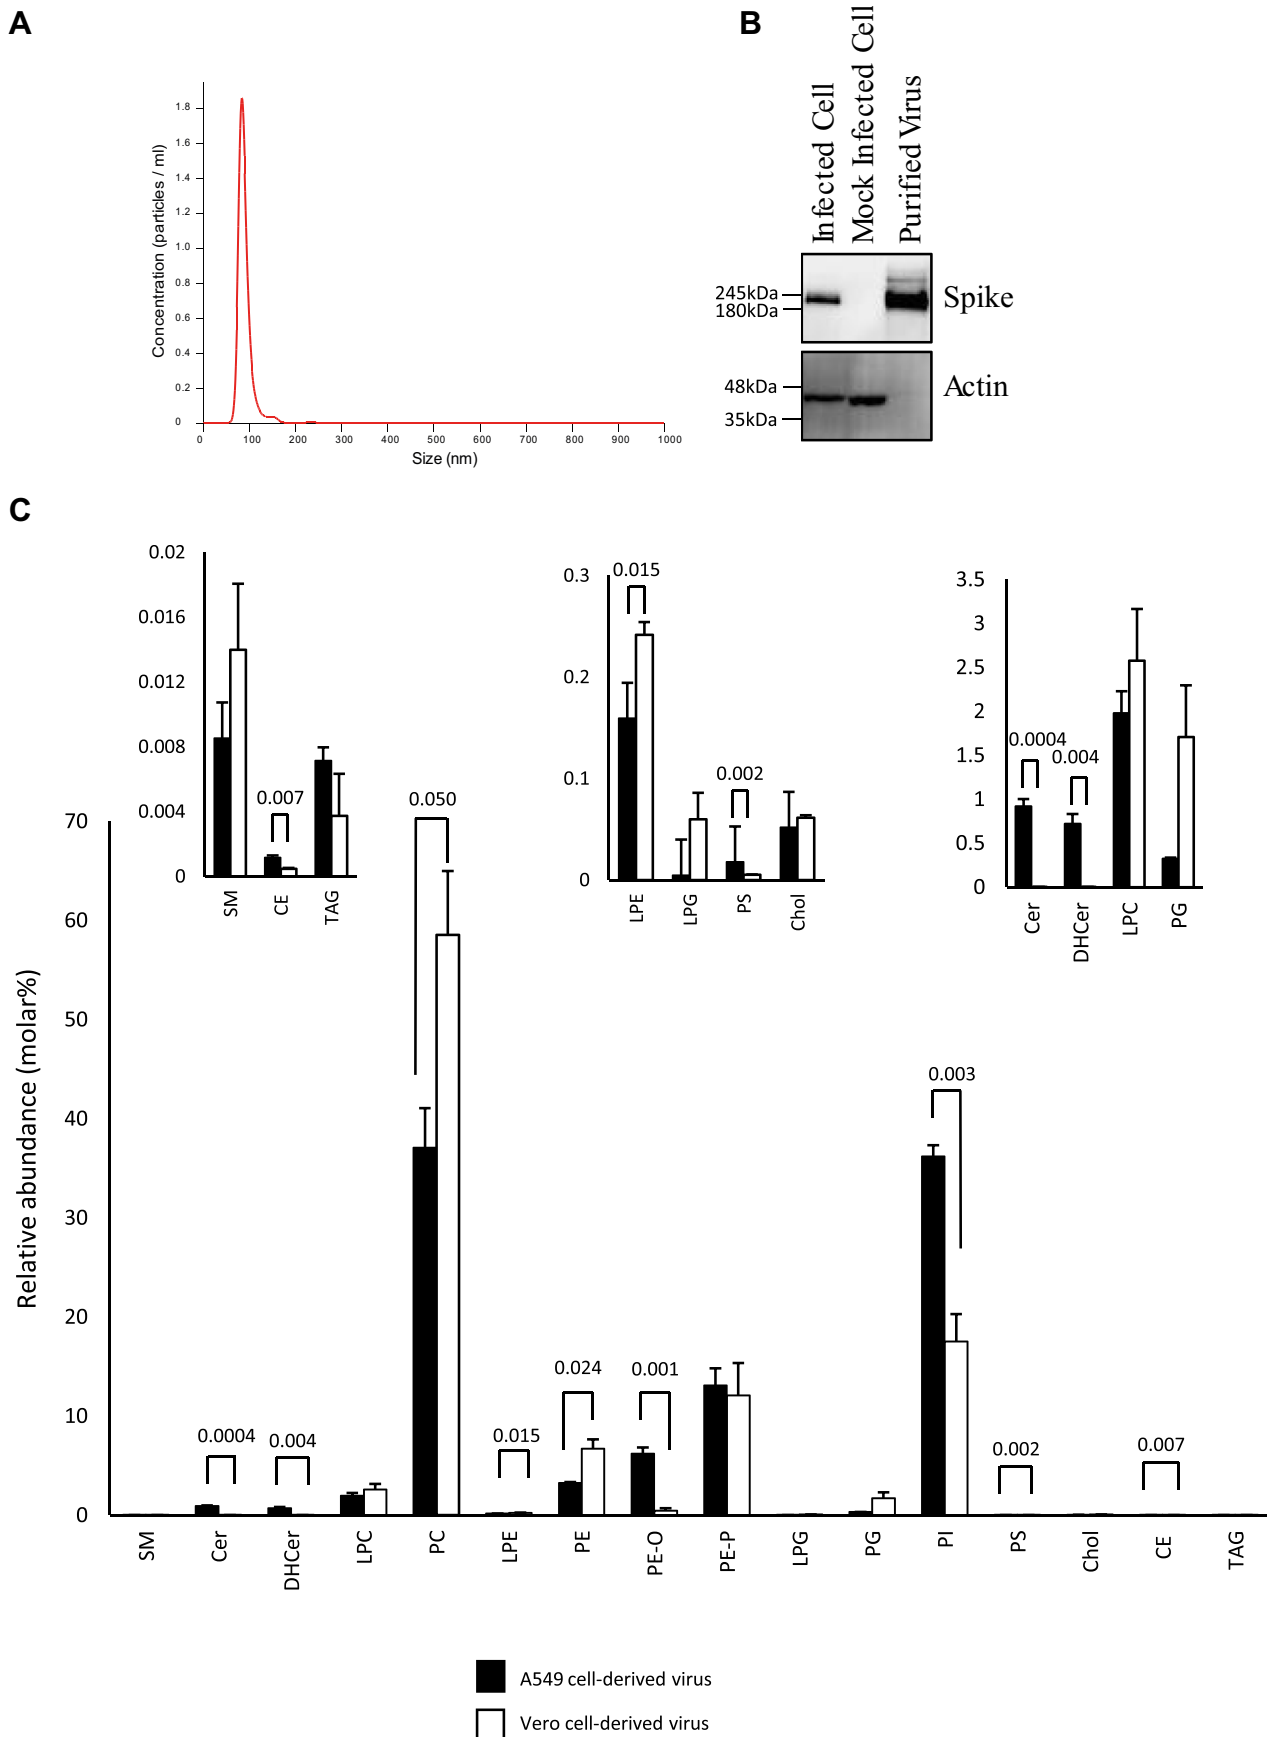 A
B
Concentration (particles / ml)
1.8
1.6
1.4
1.2
1.0
0.8
0.6
0.4
0.2
0
0 100 200 300 400 500 600 700 800 900 1000
Size (nm)
Infected Cell
Mock Infected Cell
Purified Virus
245kDa
180kDa
Spike
48kDa
35kDa
Actin
C
0.02
0.016
0.012
0.008
0.004
0
0.007
SM CE TAG
0.3
0.2
0.1
0
0.015
0.002
LPE LPG PS Chol
3.5
3
2.5
2
1.5
1
0.5
0
0.0004
0.004
Cer DHCer LPC PG
Relative abundance (molar%)
70
60
50
40
30
20
10
0
0.0004
0.004
0.050
0.015
0.024
0.001
0.003
0.002
0.007
SM Cer DHCer LPC PC LPE PE PE-O PE-P LPG PG PI PS Chol CE TAG
A549 cell-derived virus
Vero cell-derived virus